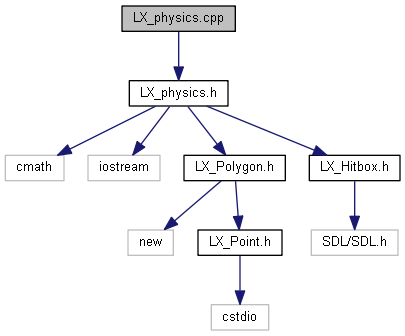 LX_physics.cpp
LX_physics.h
cmath
iostream
LX_Polygon.h
LX_Hitbox.h
new
LX_Point.h
SDL/SDL.h
cstdio